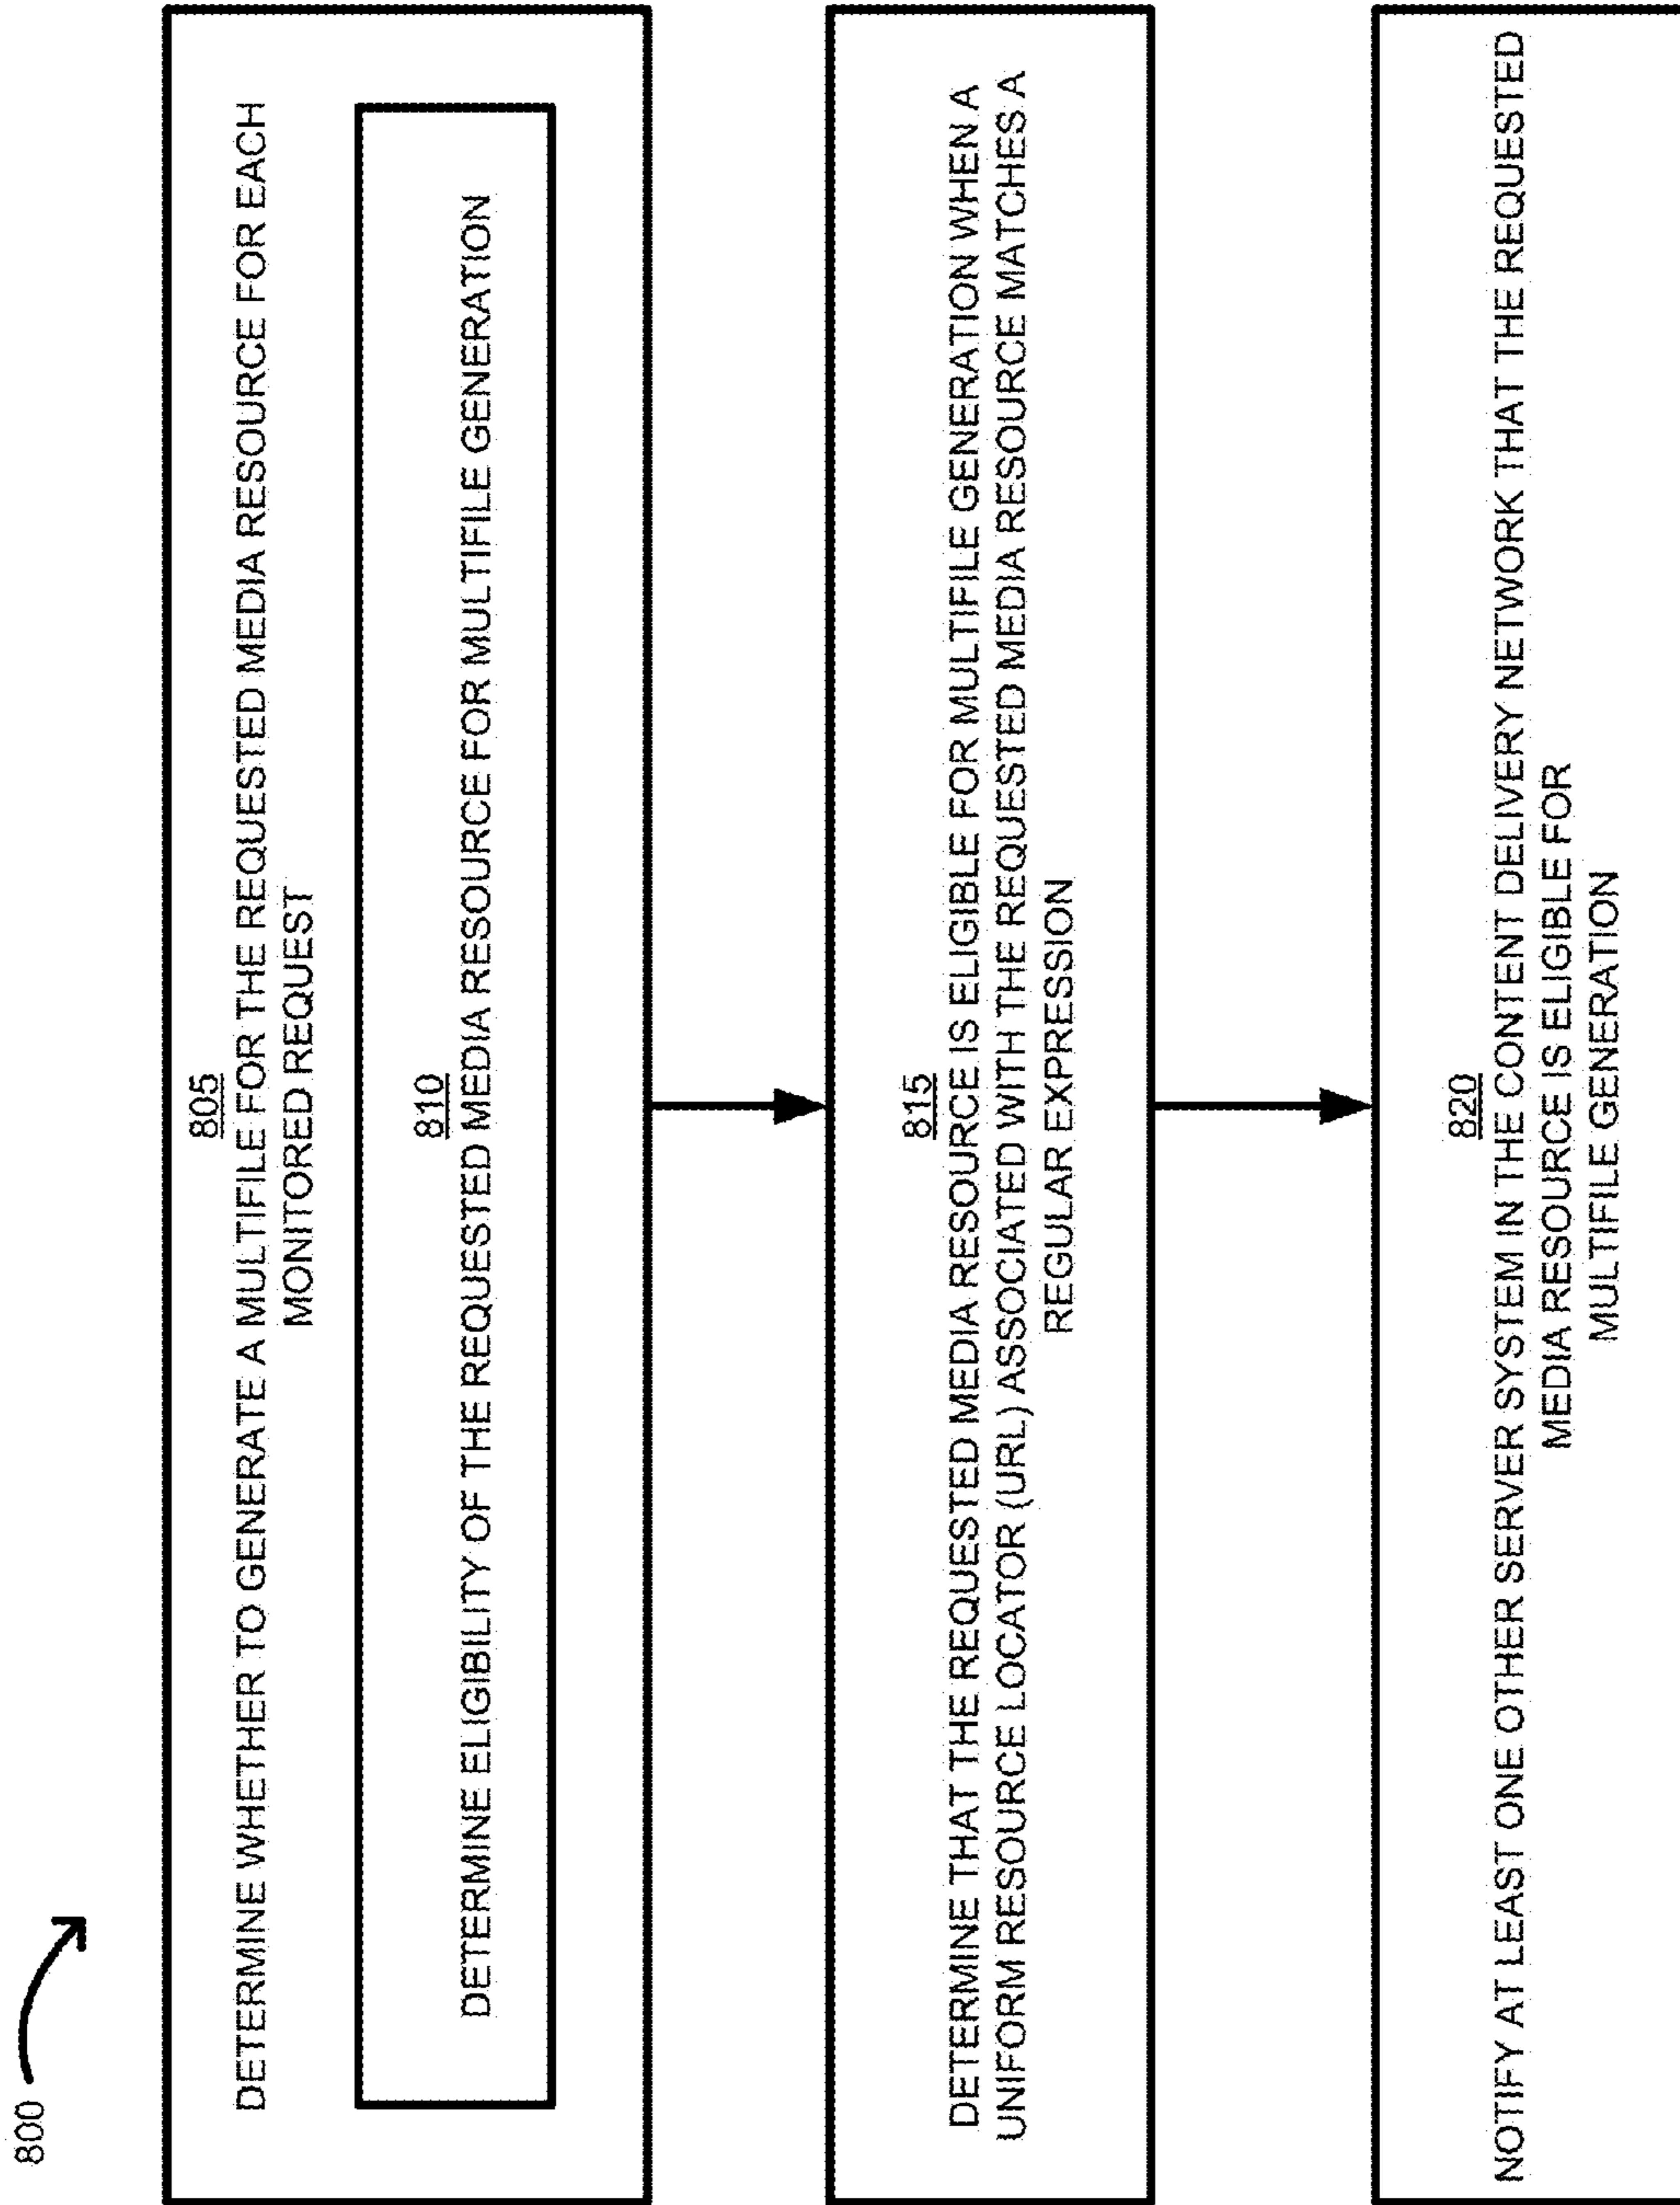 800
805
DETERMINE WHETHER TO GENERATE A MULTIFILE FOR THE REQUESTED MEDIA RESOURCE FOR EACH
MONITORED REQUEST
810
DETERMINE ELIGIBILITY OF THE REQUESTED MEDIA RESOURCE FOR MULTIFILE GENERATION
815
DETERMINE THAT THE REQUESTED MEDIA RESOURCE IS ELIGIBLE FOR MULTIFILE GENERATION WHEN A
UNIFORM RESOURCE LOCATOR (URL) ASSOCIATED WITH THE REQUESTED MEDIA RESOURCE MATCHES A
REGULAR EXPRESSION
820
NOTIFY AT LEAST ONE OTHER SERVER SYSTEM IN THE CONTENT DELIVERY NETWORK THAT THE REQUESTED
MEDIA RESOURCE IS ELIGIBLE FOR
MULTIFILE GENERATION